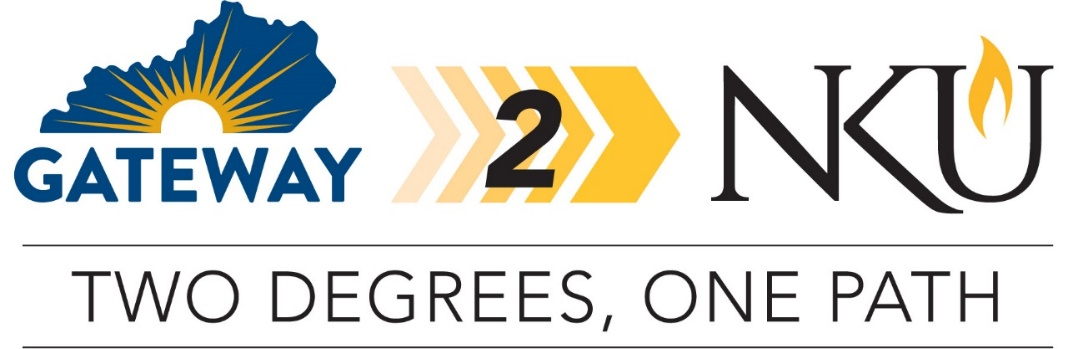 GATEWAY 2 NKU
TWO DEGREES, ONE PATH